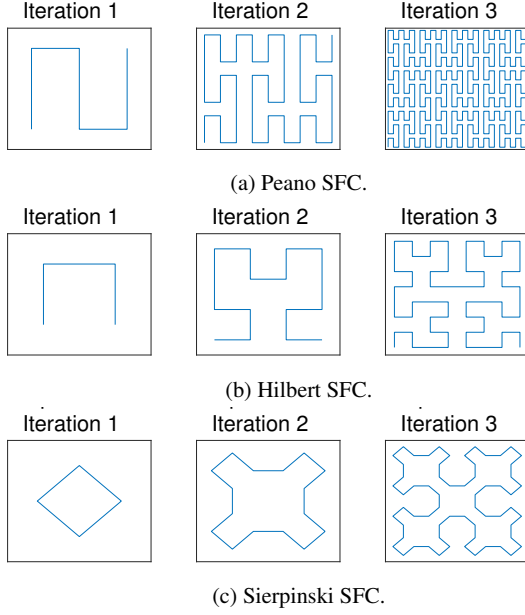 Iteration 1 Iteration 2 Iteration 3
(a) Peano SFC.
Iteration 1 Iteration 2 Iteration 3
(b) Hilbert SFC.
Iteration 1 Iteration 2 Iteration 3
(c) Sierpinski SFC.